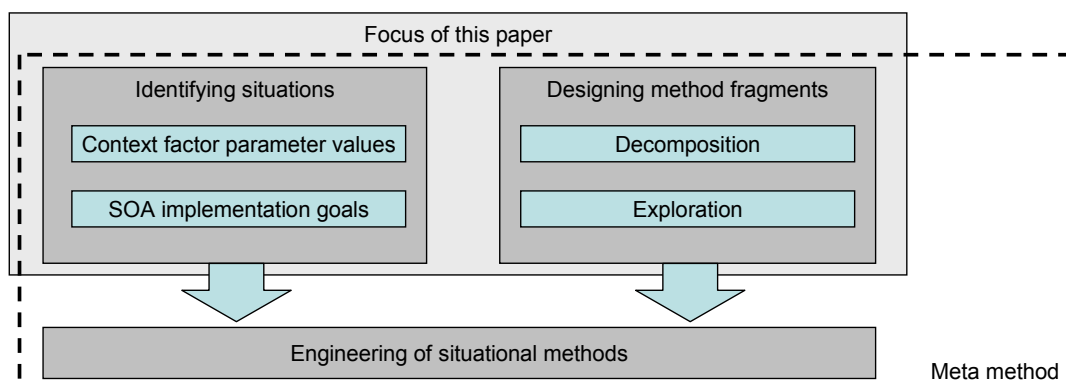 Focus of this paper
Identifying situations
Context factor parameter values
SOA implementation goals
Designing method fragments
Decomposition
Exploration
Engineering of situational methods
Meta method